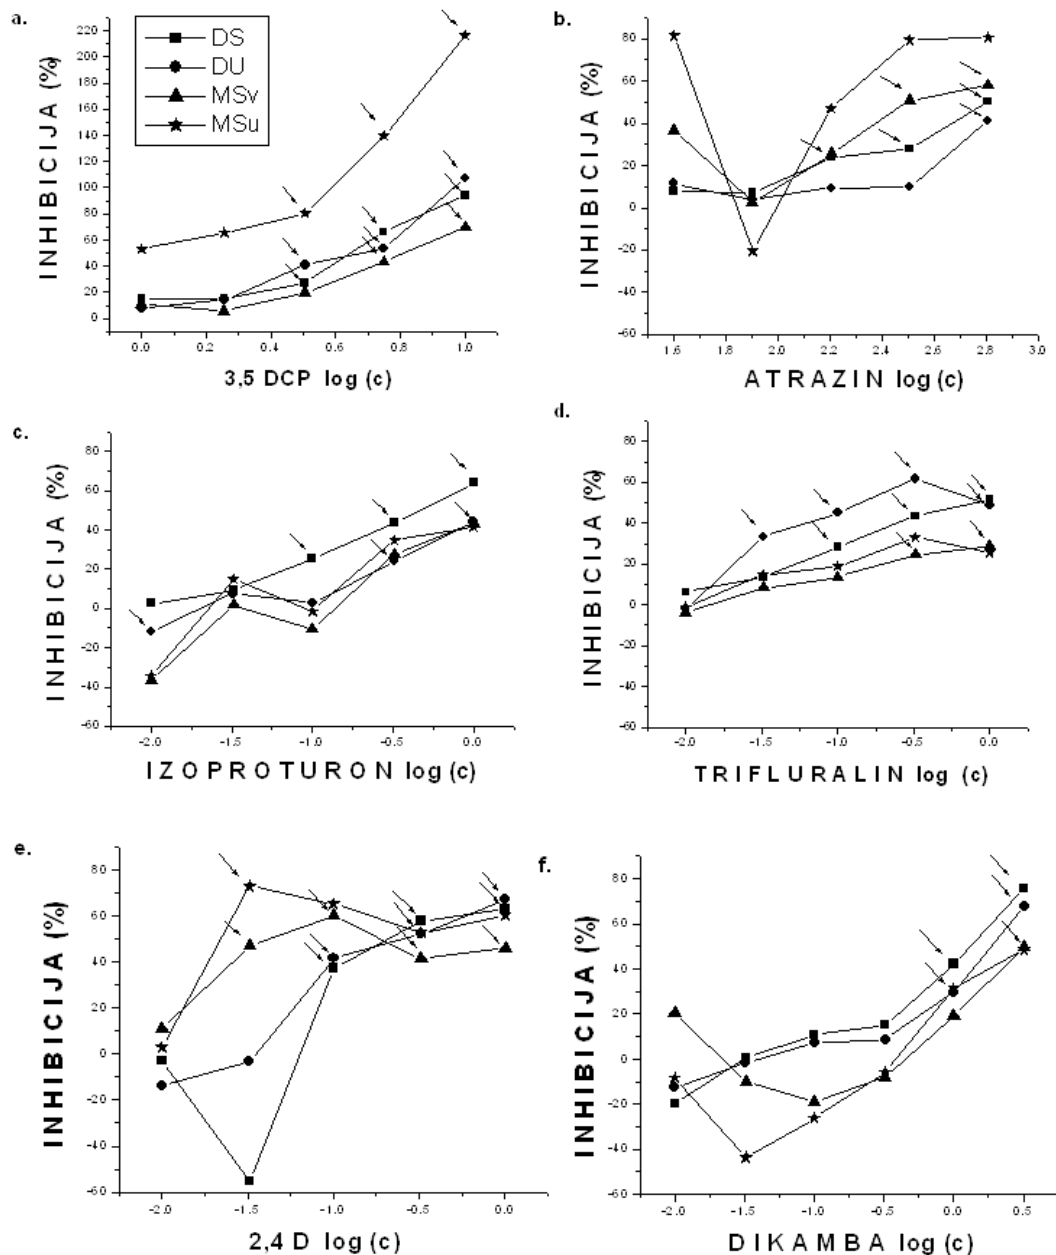 a.
DS
DU
MSv
MSu
INHIBICIJA (%)
220
200
180
160
140
120
100
80
60
40
20
0
0.0 0.2 0.4 0.6 0.8 1.0
3,5 DCP log (c)
b.
INHIBICIJA (%)
80
60
40
20
0
-20
-40
-60
1.6 1.8 2.0 2.2 2.4 2.6 2.8 3.0
ATRAZIN log (c)
c.
INHIBICIJA (%)
80
60
40
20
0
-20
-40
-60
-2.0 -1.5 -1.0 -0.5 0.0
IZOPROTURON log (c)
d.
INHIBICIJA (%)
80
60
40
20
0
-20
-40
-60
-2.0 -1.5 -1.0 -0.5 0.0
TRIFLURALIN log (c)
e.
INHIBICIJA (%)
80
60
40
20
0
-20
-40
-60
-2.0 -1.5 -1.0 -0.5 0.0
2,4 D log (c)
f.
INHIBICIJA (%)
80
60
40
20
0
-20
-40
-60
-2.0 -1.5 -1.0 -0.5 0.0 0.5
DIKAMBA log (c)